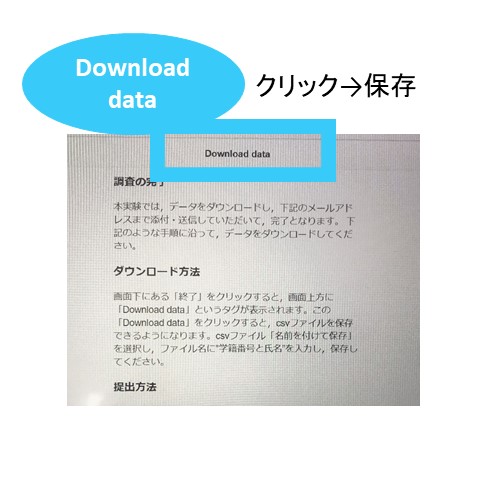 Download
data
クリック→保存
Download data
調査の完了
本実験では，データをダウンロードし，下記のメールアド
レスまで添付・送信していただいて，完了となります。下
記のような手順に沿って，データをダウンロードしてくだ
さい。
ダウンロード方法
画面下にある「終了」をクリックすると，画面上方に
「Download data」というタグが表示されます。この
「Download data」をクリックすると，csvファイルを保存
できるようになります。csvファイル「名前を付けて保存」
を選択し，ファイル名に"学籍番号と氏名"を入力し，保存し
てください。
提出方法